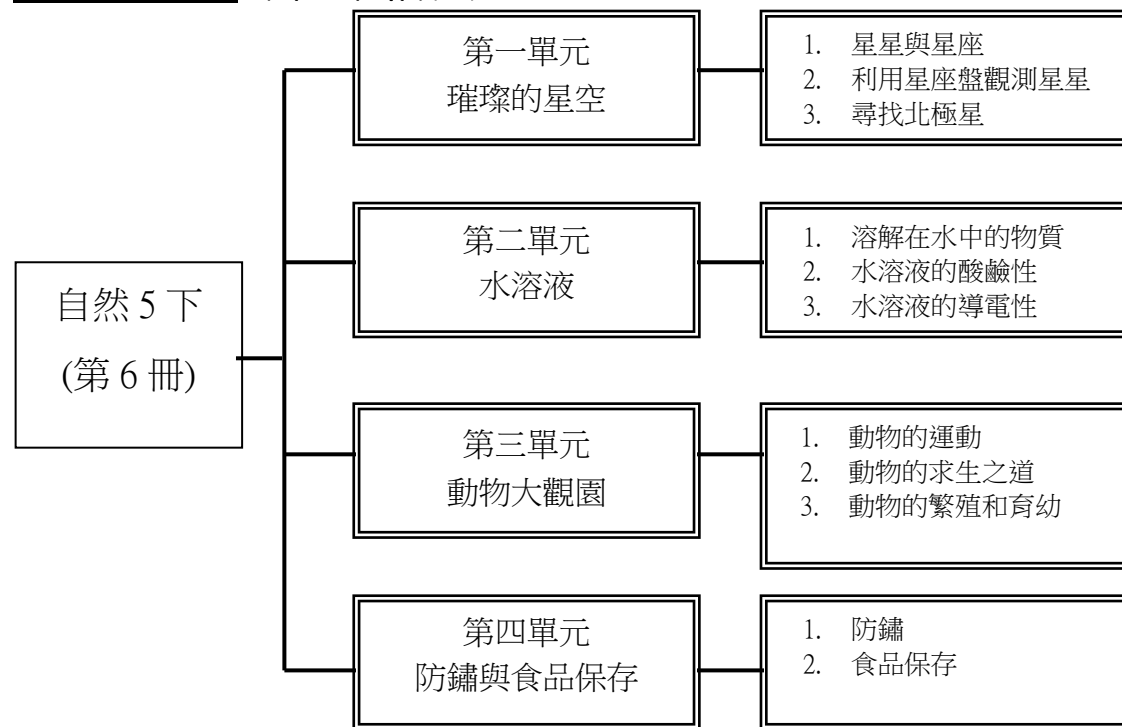 自然 5 下
(第 6 冊)
第一單元
璀璨的星空
1. 星星與星座
2. 利用星座盤觀測星星
3. 尋找北極星
第二單元
水溶液
1. 溶解在水中的物質
2. 水溶液的酸鹼性
3. 水溶液的導電性
第三單元
動物大觀園
1. 動物的運動
2. 動物的求生之道
3. 動物的繁殖和育幼
第四單元
防鏽與食品保存
1. 防鏽
2. 食品保存